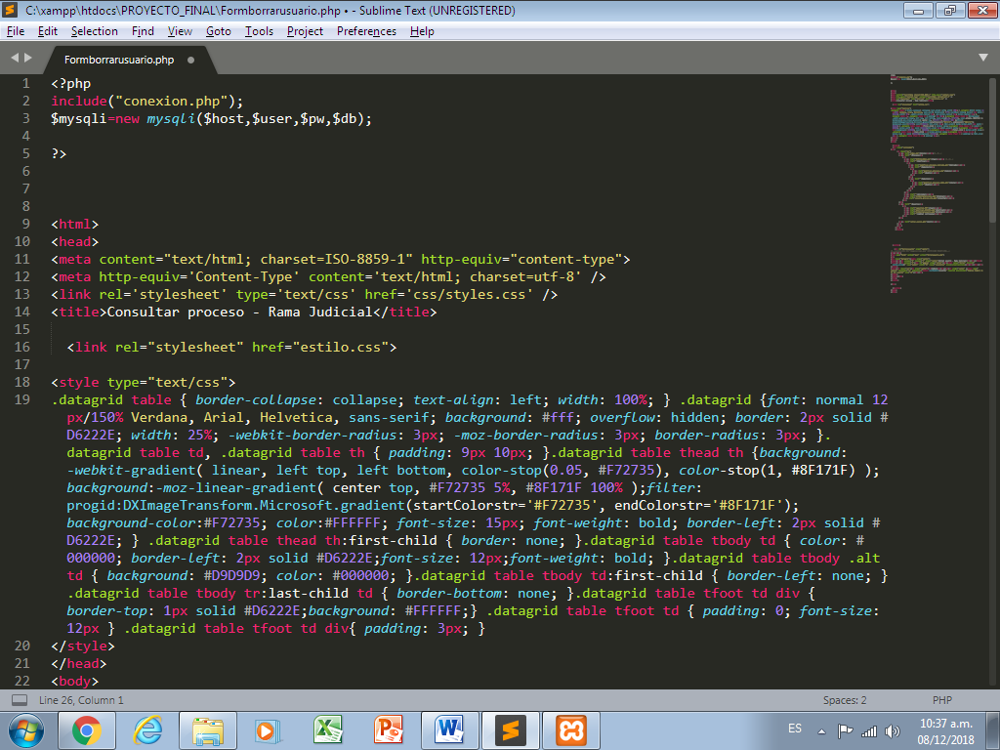 C:\xampp\htdocs\PROYECTO_FINAL\Formborrarusuario.php • - Sublime Text (UNREGISTERED)
File Edit Selection Find View Goto Tools Project Preferences Help
Formborrarusuario.php
1 <?php
2 include("conexion.php");
3 $mysqli=new mysqli($host,$user,$pw,$db);
4
5 ?>
6
7
8
9 <html>
10 <head>
11 <meta content="text/html; charset=ISO-8859-1" http-equiv="content-type">
12 <meta http-equiv='Content-Type' content='text/html; charset=utf-8' />
13 <link rel='stylesheet' type='text/css' href='css/styles.css' />
14 <title>Consultar proceso - Rama Judicial</title>
15
16 <link rel="stylesheet" href="estilo.css">
17
18 <style type="text/css">
19 .datagrid table { border-collapse: collapse; text-align: left; width: 100%; } .datagrid {font: normal 12
px/150% Verdana, Arial, Helvetica, sans-serif; background: #fff; overflow: hidden; border: 2px solid #
D6222E; width: 25%; -webkit-border-radius: 3px; -moz-border-radius: 3px; border-radius: 3px; }.
datagrid table td, .datagrid table th { padding: 9px 10px; }.datagrid table thead th {background:
-webkit-gradient( linear, left top, left bottom, color-stop(0.05, #F72735), color-stop(1, #8F171F) );
background:-moz-linear-gradient( center top, #F72735 5%, #8F171F 100% );filter:
progid:DXImageTransform.Microsoft.gradient(startColorstr='#F72735', endColorstr='#8F171F');
background-color:#F72735; color:#FFFFFF; font-size: 15px; font-weight: bold; border-left: 2px solid #
D6222E; } .datagrid table thead th:first-child { border: none; }.datagrid table tbody td { color: #
000000; border-left: 2px solid #D6222E;font-size: 12px;font-weight: bold; }.datagrid table tbody .alt
td { background: #D9D9D9; color: #000000; }.datagrid table tbody td:first-child { border-left: none; }
.datagrid table tbody tr:last-child td { border-bottom: none; }.datagrid table tfoot td div {
border-top: 1px solid #D6222E;background: #FFFFFF;} .datagrid table tfoot td { padding: 0; font-size:
12px } .datagrid table tfoot td div{ padding: 3px; }
20 </style>
21 </head>
22 <body>
Line 26, Column 1 Spaces: 2 PHP
ES 10:37 a.m.
08/12/2018